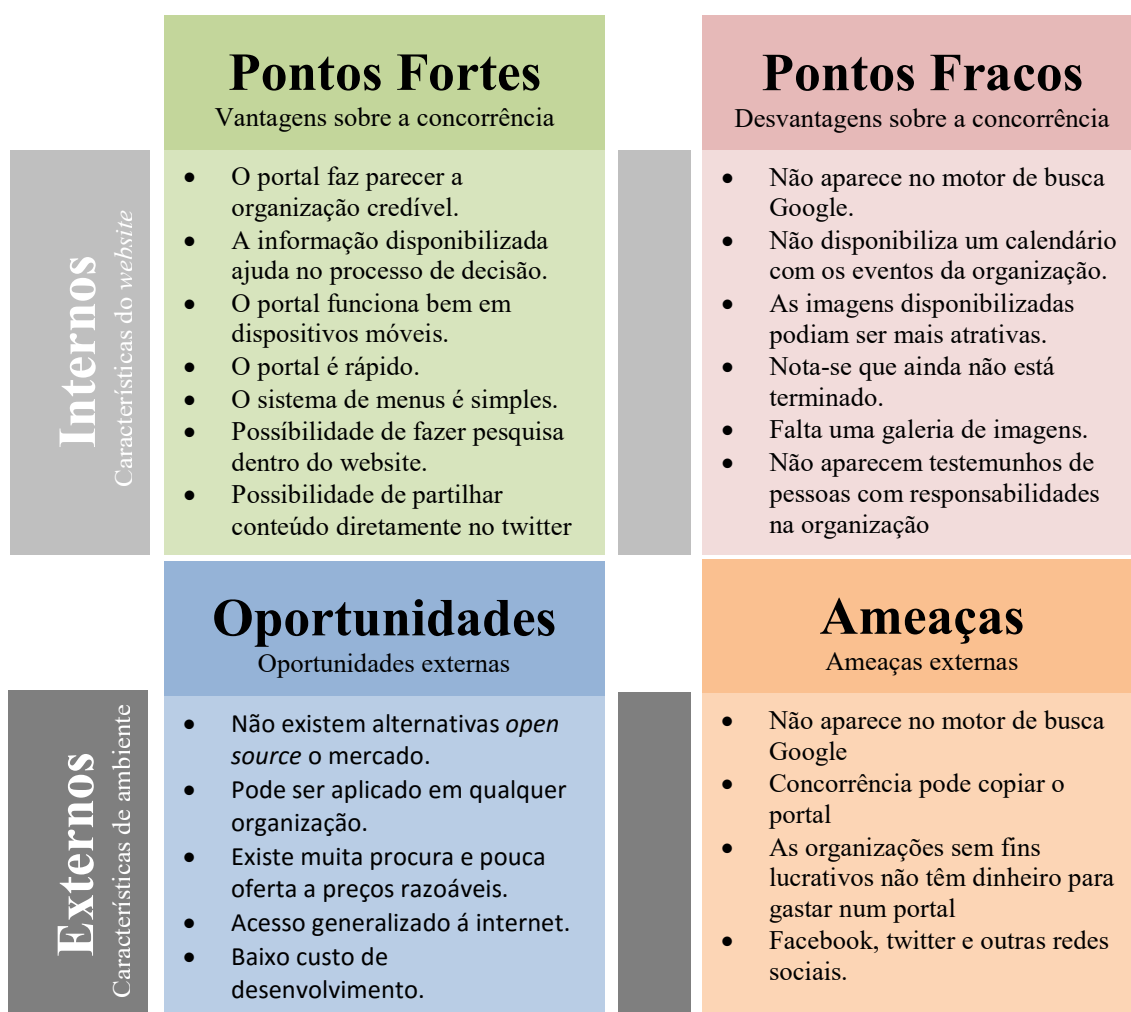 Pontos Fortes
Vantagens sobre a concorrência
Pontos Fracos
Desvantagens sobre a concorrência
Internos
Características do website
• O portal faz parecer a
organização credível.
• A informação disponibilizada
ajuda no processo de decisão.
• O portal funciona bem em
dispositivos móveis.
• O portal é rápido.
• O sistema de menus é simples.
• Possíbilidade de fazer pesquisa
dentro do website.
• Possibilidade de partilhar
conteúdo diretamente no twitter
• Não aparece no motor de busca
Google.
• Não disponibiliza um calendário
com os eventos da organização.
• As imagens disponibilizadas
podiam ser mais atrativas.
• Nota-se que ainda não está
terminado.
• Falta uma galeria de imagens.
• Não aparecem testemunhos de
pessoas com responsabilidades
na organização
Oportunidades
Oportunidades externas
Ameaças
Ameaças externas
Externos
Características de ambiente
• Não existem alternativas open
source o mercado.
• Pode ser aplicado em qualquer
organização.
• Existe muita procura e pouca
oferta a preços razoáveis.
• Acesso generalizado á internet.
• Baixo custo de
desenvolvimento.
• Não aparece no motor de busca
Google
• Concorrência pode copiar o
portal
• As organizações sem fins
lucrativos não têm dinheiro para
gastar num portal
• Facebook, twitter e outras redes
sociais.